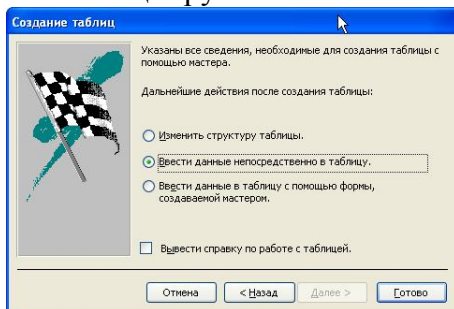 Создание таблиц
Указаны все сведения, необходимые для создания таблицы с
помощью мастера.
Дальнейшие действия после создания таблицы:
Изменить структуру таблицы.
Ввести данные непосредственно в таблицу.
Ввести данные в таблицу с помощью формы,
создаваемой мастером.
Вывести справку по работе с таблицей.
Отмена
< Назад
Далее >
Готово